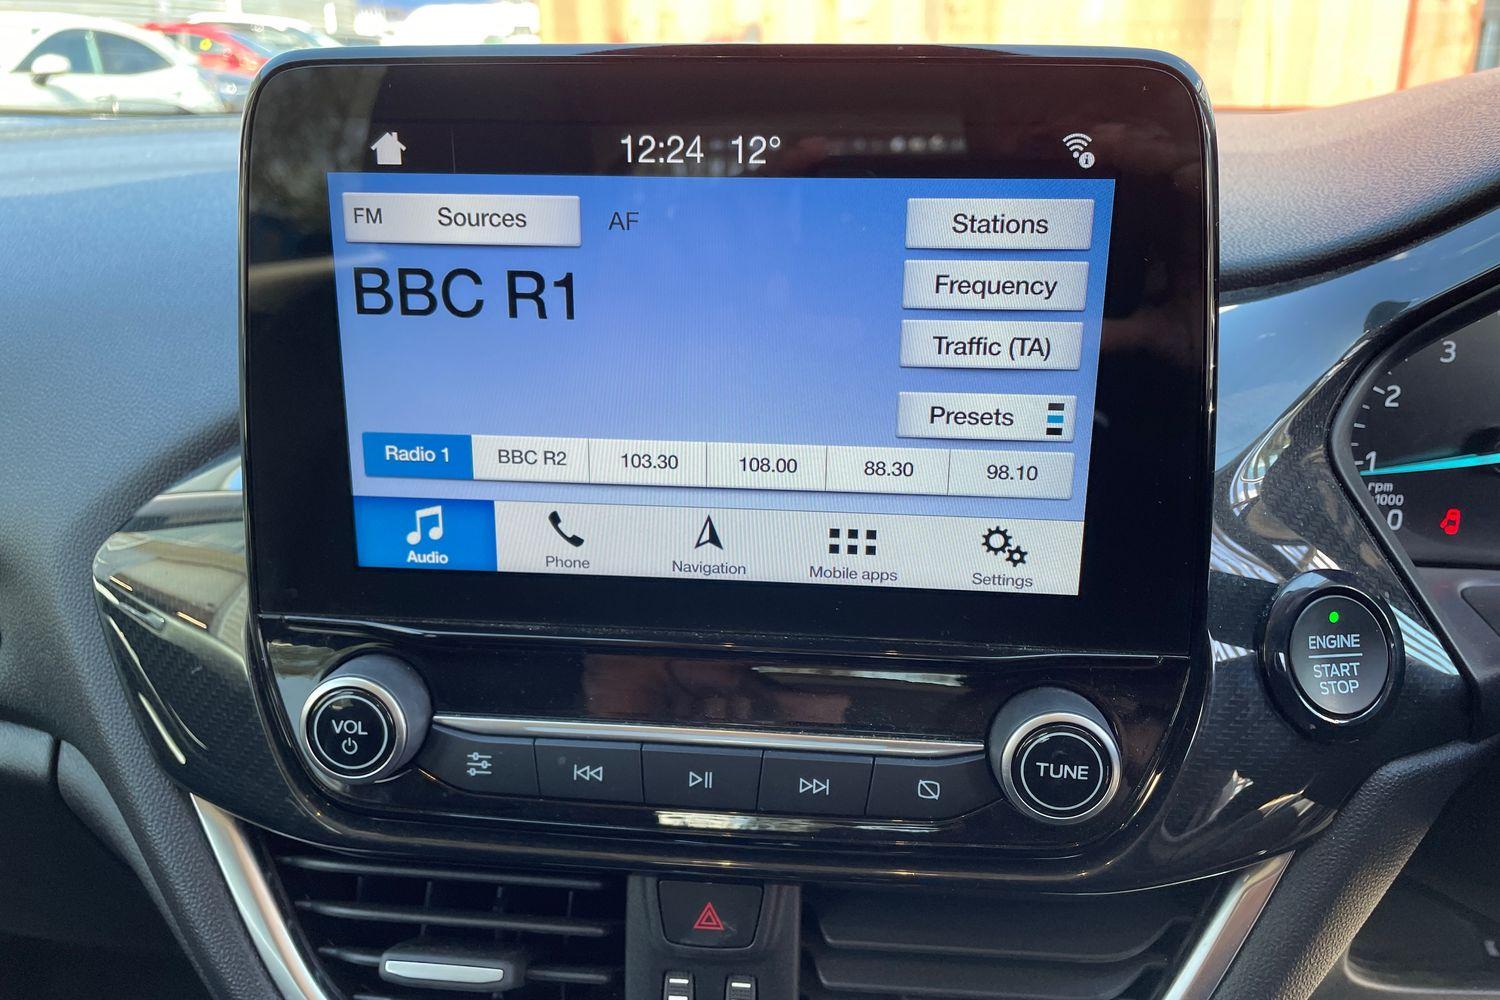 12:24 12°
FM Sources AF
Stations
BBC R1
Frequency
Traffic (TA)
Presets
Radio 1 BBC R2 103.30 108.00 88.30 98.10
Audio Phone Navigation Mobile apps Settings
VOL
TUNE
ENGINE
START
STOP
3
2
1
rpm
x1000
0